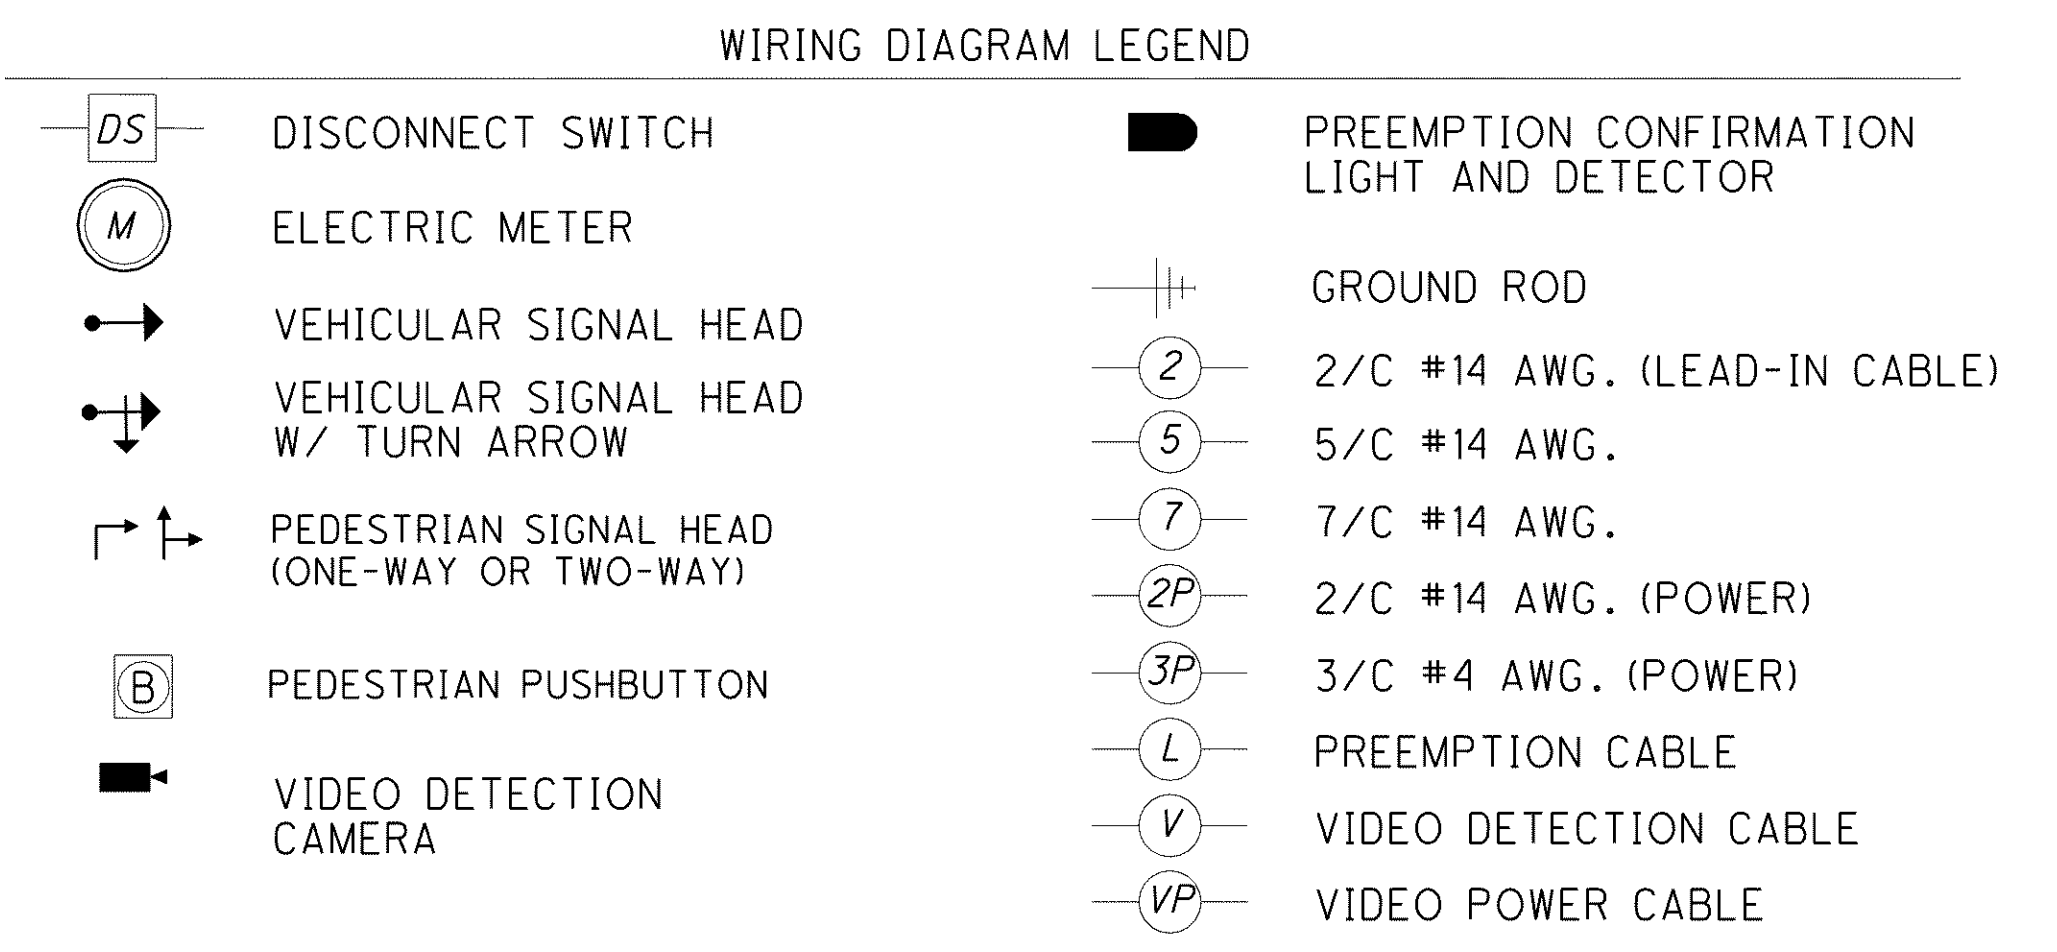 WIRING DIAGRAM LEGEND
DS
DISCONNECT SWITCH
M
ELECTRIC METER
VEHICULAR SIGNAL HEAD
VEHICULAR SIGNAL HEAD
W/ TURN ARROW
PEDESTRIAN SIGNAL HEAD
(ONE-WAY OR TWO-WAY)
B
PEDESTRIAN PUSHBUTTON
VIDEO DETECTION
CAMERA
PREEMPTION CONFIRMATION
LIGHT AND DETECTOR
GROUND ROD
2
2/C #14 AWG. (LEAD-IN CABLE)
5
5/C #14 AWG.
7
7/C #14 AWG.
2P
2/C #14 AWG. (POWER)
3P
3/C #4 AWG. (POWER)
L
PREEMPTION CABLE
V
VIDEO DETECTION CABLE
VP
VIDEO POWER CABLE